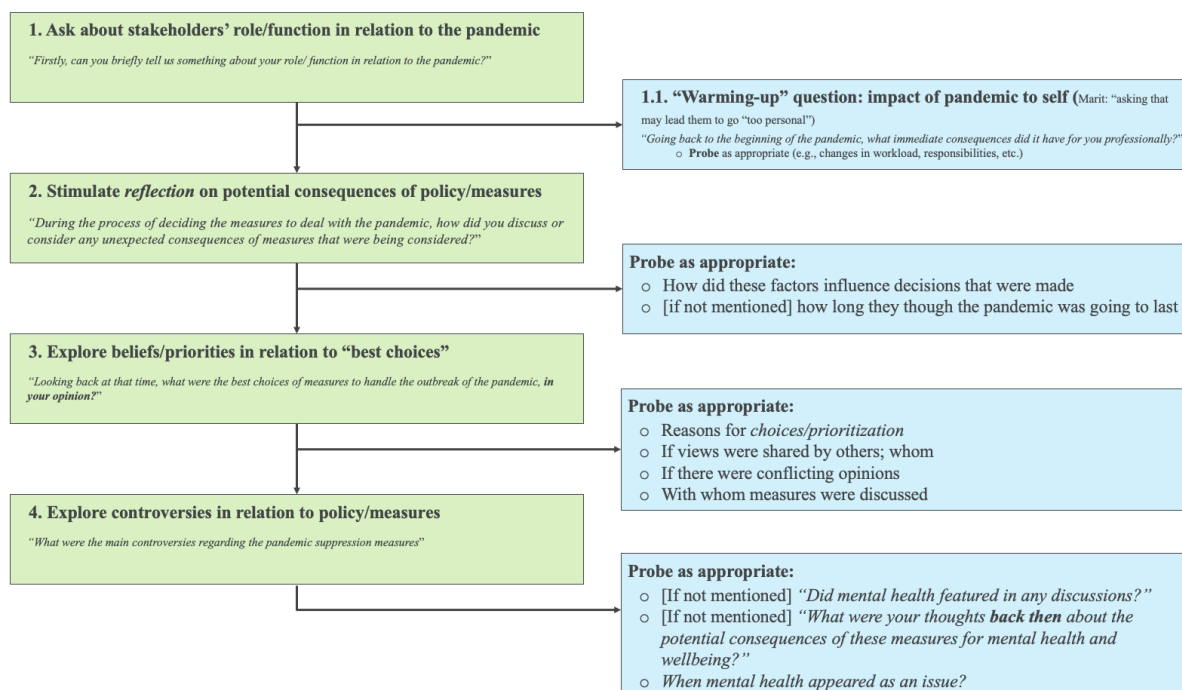 1. Ask about stakeholders’ role/function in relation to the pandemic
“Firstly, can you briefly tell us something about your role/ function in relation to the pandemic?”
1.1. “Warming-up” question: impact of pandemic to self (Marit: “asking that
may lead them to go “too personal”)
“Going back to the beginning of the pandemic, what immediate consequences did it have for you professionally?”
o Probe as appropriate (e.g., changes in workload, responsibilities, etc.)
2. Stimulate reflection on potential consequences of policy/measures
“During the process of deciding the measures to deal with the pandemic, how did you discuss or
consider any unexpected consequences of measures that were being considered?”
Probe as appropriate:
o How did these factors influence decisions that were made
o [if not mentioned] how long they though the pandemic was going to last
3. Explore beliefs/priorities in relation to “best choices”
“Looking back at that time, what were the best choices of measures to handle the outbreak of the pandemic, in
your opinion?”
Probe as appropriate:
o Reasons for choices/prioritization
o If views were shared by others; whom
o If there were conflicting opinions
o With whom measures were discussed
4. Explore controversies in relation to policy/measures
“What were the main controversies regarding the pandemic suppression measures”
Probe as appropriate:
o [If not mentioned] “Did mental health featured in any discussions?”
o [If not mentioned] “What were your thoughts back then about the
potential consequences of these measures for mental health and
wellbeing?”
o When mental health appeared as an issue?